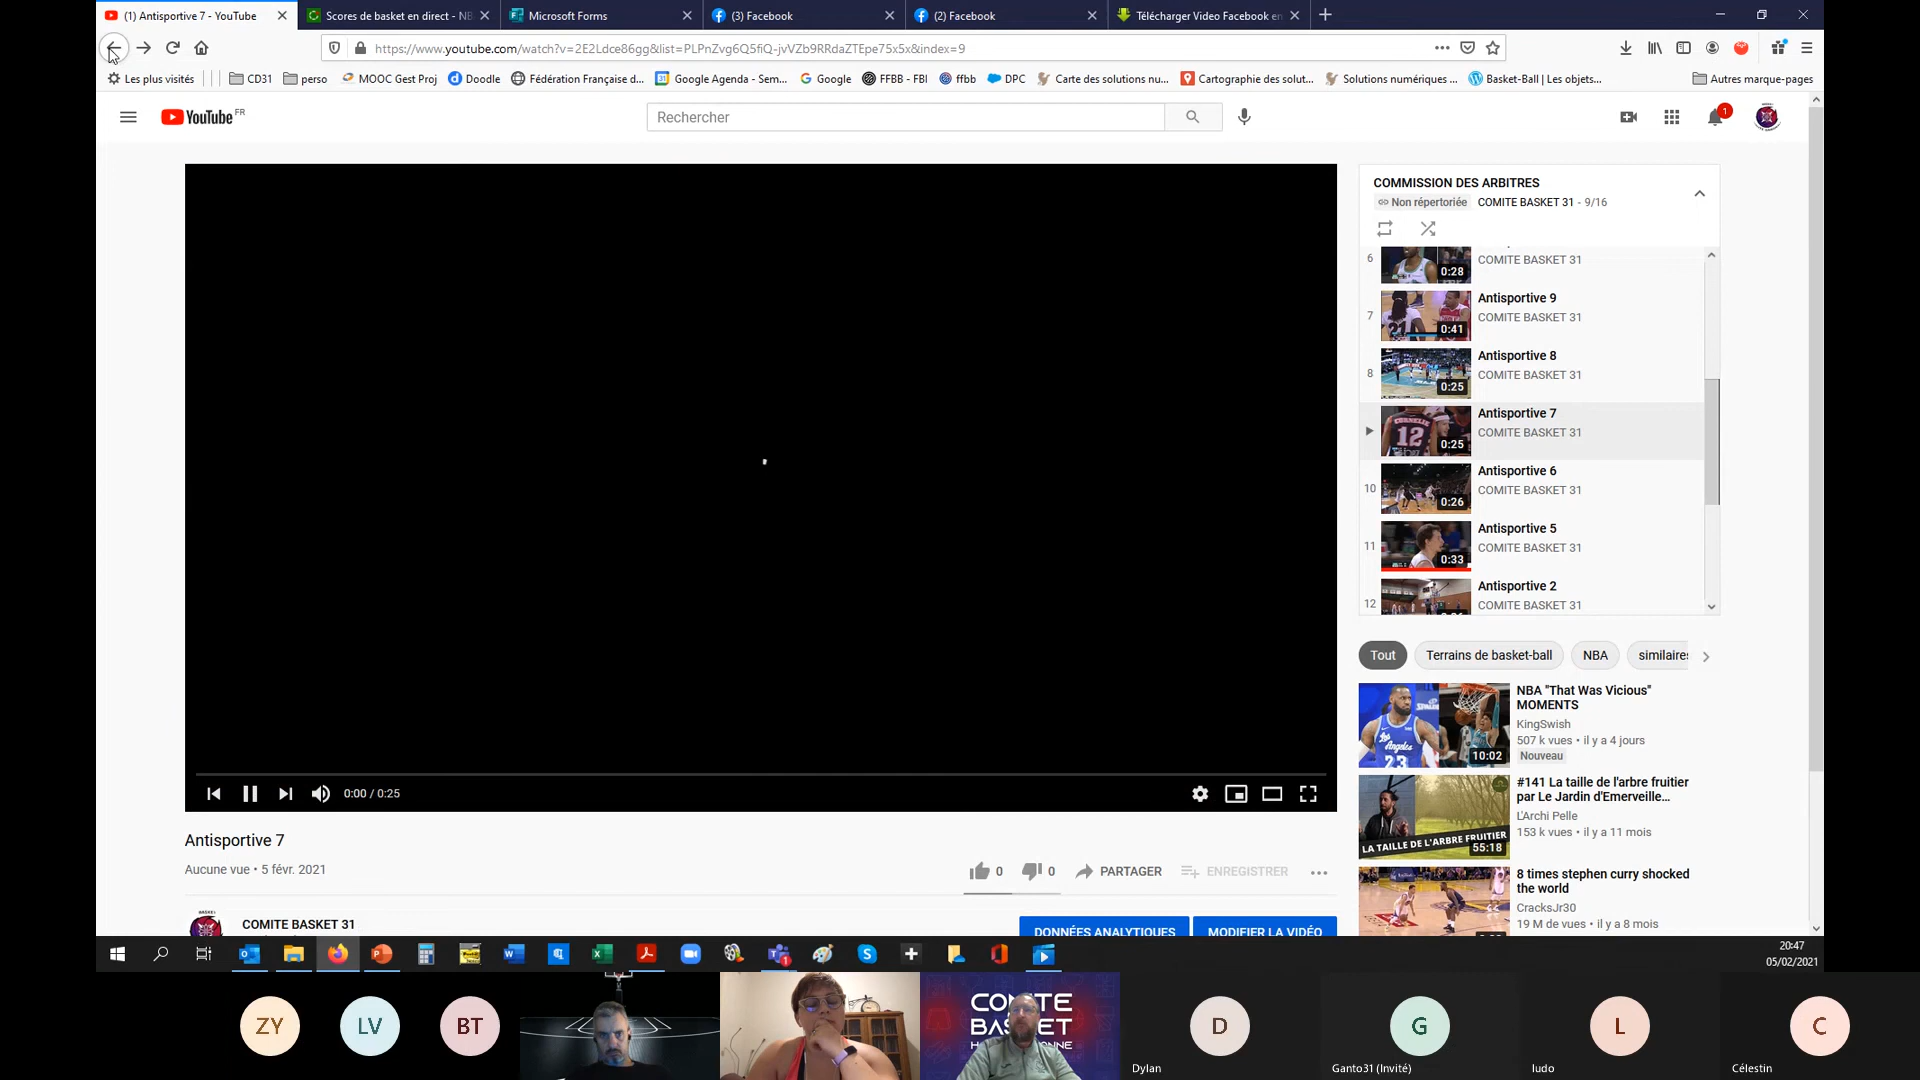 (1) Antisportive 7 - YouTube
Scores de basket en direct - NB
Microsoft Forms
(3) Facebook
(2) Facebook
Télécharger Video Facebook en
https://www.youtube.com/watch?v=2E2Ldce86gg&list=PLPnZvg6Q5fiQ-jvVZb9RRdaZTEpe75x5x&index=9
Les plus visités
CD31
perso
MOOC Gest Proj
Doodle
Fédération Française d...
Google Agenda - Sem...
Google
FFBB - FBI
ffbb
DPC
Carte des solutions nu...
Cartographie des solut...
Solutions numériques ...
Basket-Ball | Les objets...
Autres marque-pages
YouTube FR
Rechercher
1
COMMISSION DES ARBITRES
Non répertoriée COMITE BASKET 31 - 9/16
6
0:28
COMITE BASKET 31
7
0:41
Antisportive 9
COMITE BASKET 31
8
0:25
Antisportive 8
COMITE BASKET 31
12
0:25
Antisportive 7
COMITE BASKET 31
10
0:26
Antisportive 6
COMITE BASKET 31
11
0:33
Antisportive 5
COMITE BASKET 31
12
Antisportive 2
COMITE BASKET 31
Tout
Terrains de basket-ball
NBA
similaires
NBA "That Was Vicious" MOMENTS
KingSwish
507 k vues • il y a 4 jours
Nouveau
10:02
#141 La taille de l'arbre fruitier
par Le Jardin d'Emerveille...
L'Archi Pelle
153 k vues • il y a 11 mois
LA TAILLE DE L'ARBRE FRUITIER
55:18
8 times stephen curry shocked
the world
CracksJr30
19 M de vues • il y a 8 mois
0:00 / 0:25
Antisportive 7
Aucune vue • 5 févr. 2021
0
0
PARTAGER
ENREGISTRER
COMITE BASKET 31
DONNÉES ANALYTIQUES
MODIFIER LA VIDÉO
20:47
05/02/2021
ZY
LV
BT
COMITE
BASKET
D
Dylan
G
Ganto31 (Invité)
L
ludo
C
Célestin